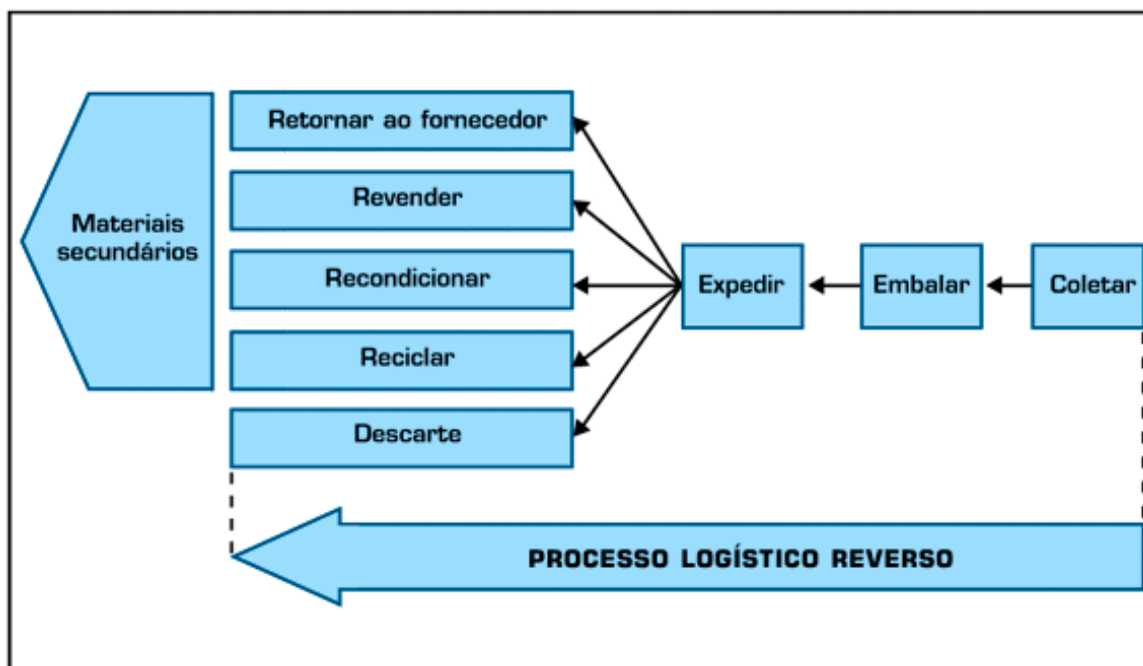 Retornar ao fornecedor
Revender
Materiais
secundários
Recondicionar
Expedir
Embalar
Coletar
Reciclar
Descarte
PROCESSO LOGÍSTICO REVERSO